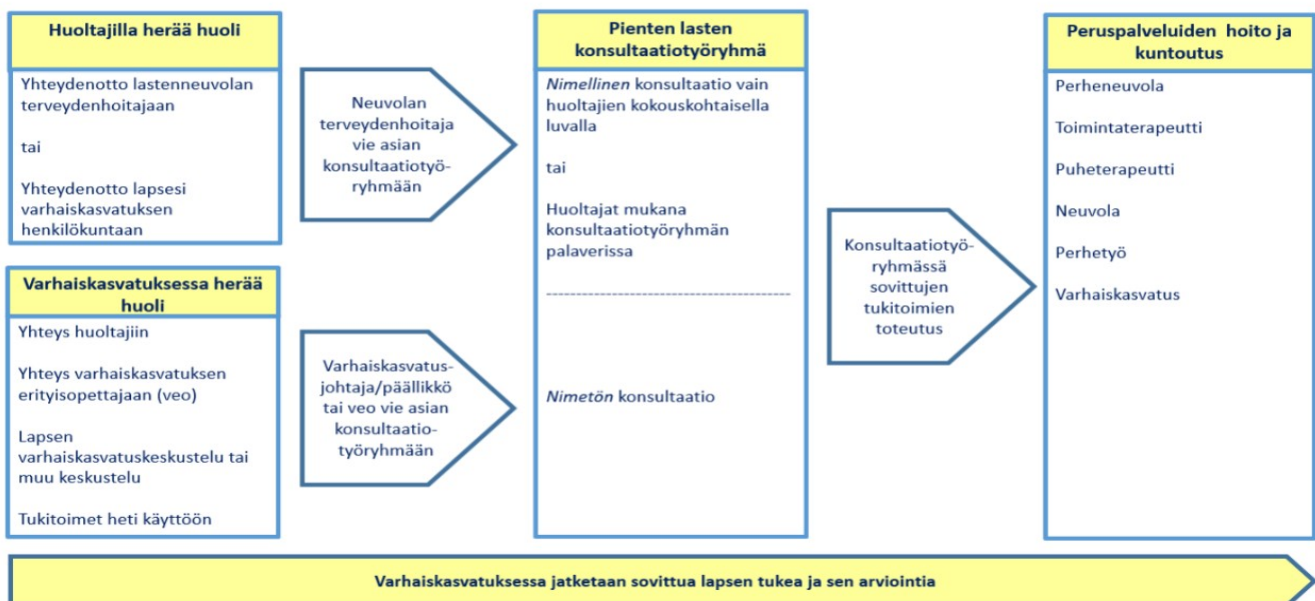 Huoltajilla herää huoli
Yhteydenotto lastenneuvolan
terveydenhoitajaan
tai
Yhteydenotto lapsesi
varhaiskasvatuksen
henkilökuntaan
Varhaiskasvatuksessa herää
huoli
Yhteys huoltajiin
Yhteys varhaiskasvatuksen
erityisopettajaan (veo)
Lapsen
varhaiskasvatuskeskustelu tai
muu keskustelu
Tukitoimet heti käyttöön
Neuvolan
terveydenhoitaja
vie asian
konsultaatiotyö-
ryhmään
Varhaiskasvatus-
johtaja/päällikkö
tai veo vie asian
konsultaatio-
työryhmään
Pienten lasten
konsultaatiotyöryhmä
Nimellinen konsultaatio vain
huoltajien kokouskohtaisella
luvalla
tai
Huoltajat mukana
konsultaatiotyöryhmän
palaverissa
Nimetön konsultaatio
Konsultaatiotyö-
ryhmässä
sovittujen
tukitoimien
toteutus
Peruspalveluiden hoito ja
kuntoutus
Perheneuvola
Toimintaterapeutti
Puheterapeutti
Neuvola
Perhetyö
Varhaiskasvatus
Varhaiskasvatuksessa jatketaan sovittua lapsen tukea ja sen arviointia